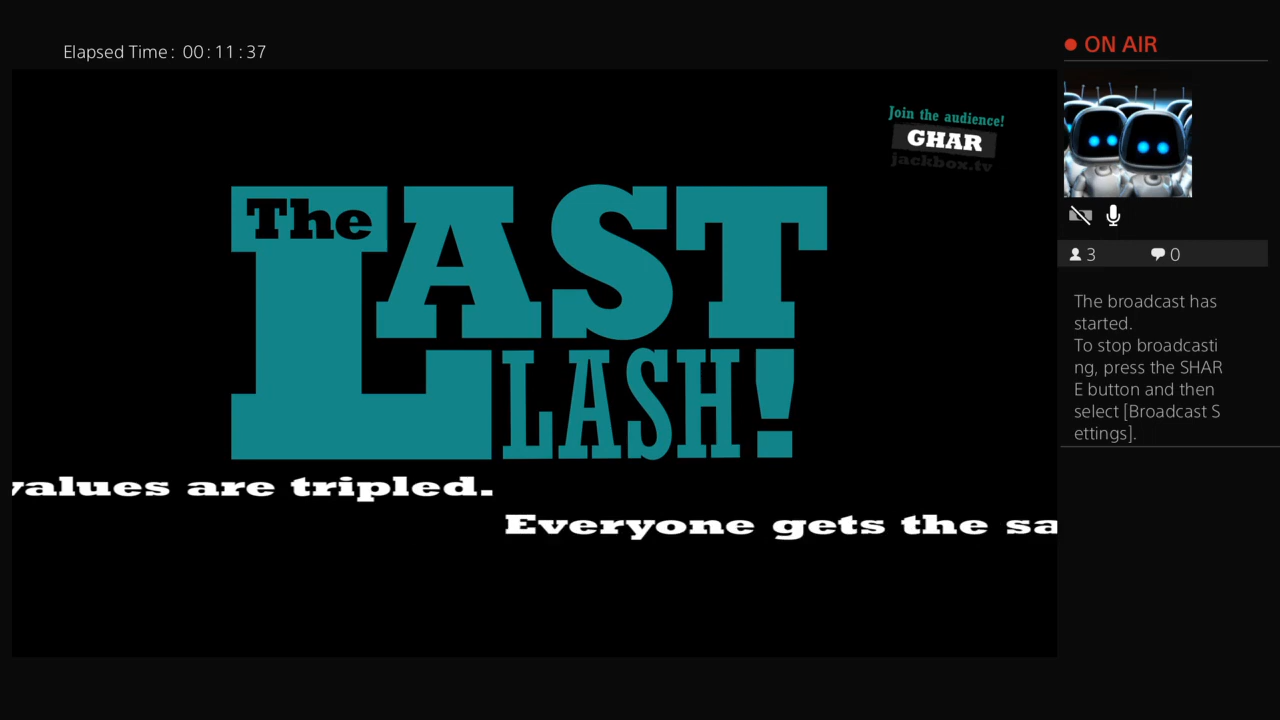 Elapsed Time: 00:11:37
ON AIR
Join the audience!
GHAR
jackbox.tv
The LAST
LASH!
3
0
values are tripled.
Everyone gets the sa
The broadcast has
started.
To stop broadcasti
ng, press the SHAR
E button and then
select [Broadcast S
ettings].